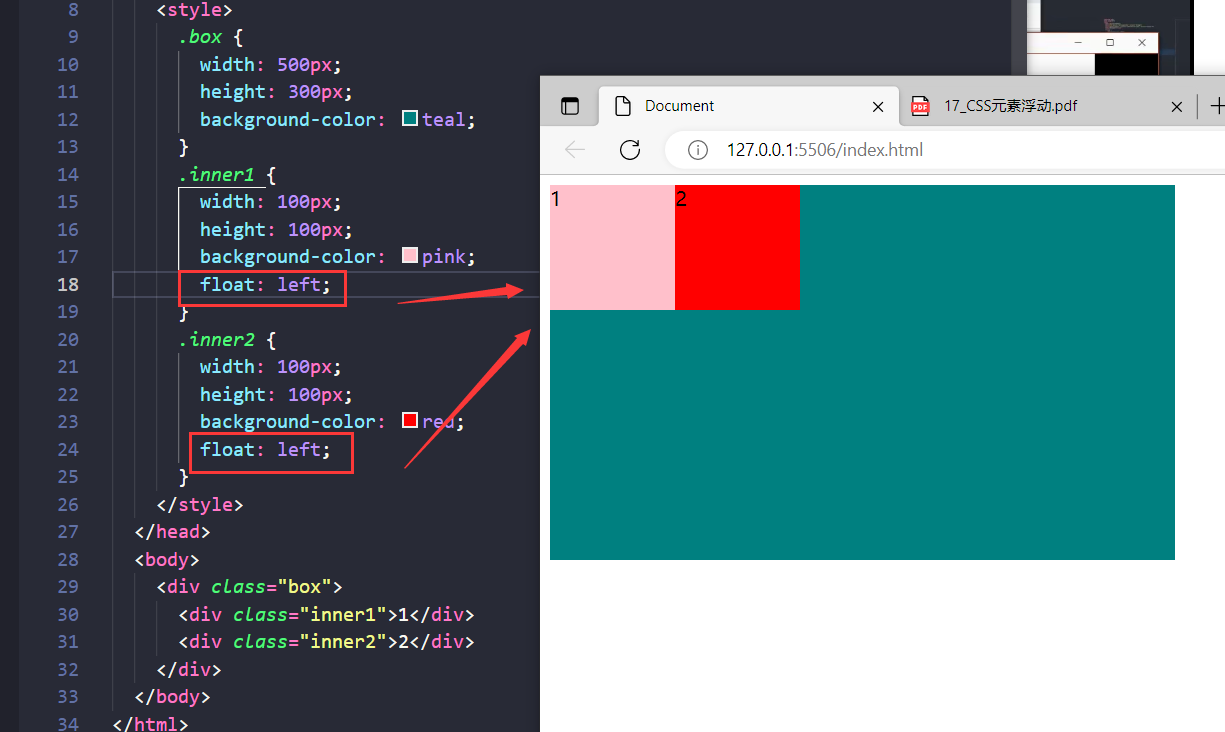 8 <style>
9 .box {
10 width: 500px;
11 height: 300px;
12 background-color: teal;
13 }
14 .inner1 {
15 width: 100px;
16 height: 100px;
17 background-color: pink;
18 float: left;
19 }
20 .inner2 {
21 width: 100px;
22 height: 100px;
23 background-color: red;
24 float: left;
25 }
26 </style>
27 </head>
28 <body>
29 <div class="box">
30 <div class="inner1">1</div>
31 <div class="inner2">2</div>
32 </div>
33 </body>
34 </html>
Document
PDF 17_CSS元素浮动.pdf
127.0.0.1:5506/index.html
1 2